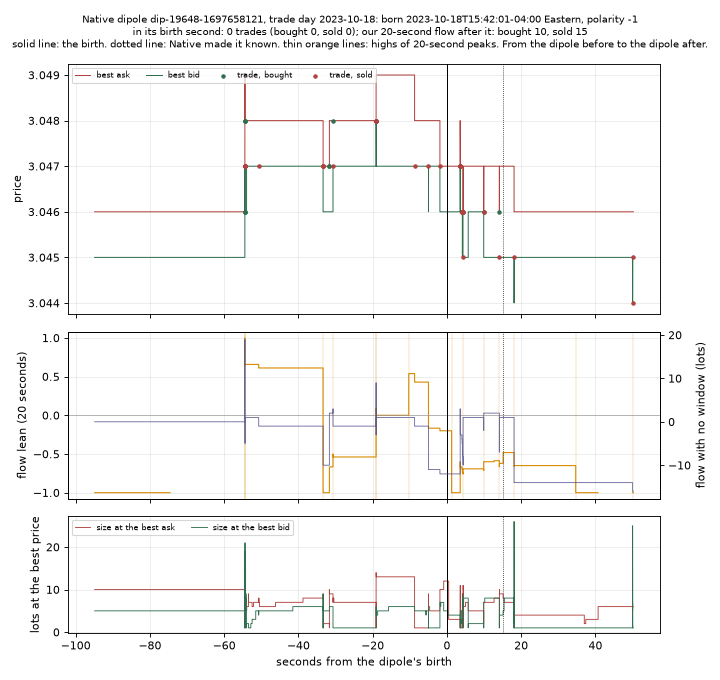 Native dipole dip-19648-1697658121, trade day 2023-10-18: born 2023-10-18T15:42:01-04:00 Eastern, polarity -1
in its birth second: 0 trades (bought 0, sold 0); our 20-second flow after it: bought 10, sold 15
solid line: the birth. dotted line: Native made it known. thin orange lines: highs of 20-second peaks. From the dipole before to the dipole after.
best ask
best bid
trade, bought
trade, sold
3.049
3.048
3.047
3.046
3.045
3.044
price
1.0
0.5
0.0
−0.5
−1.0
flow lean (20 seconds)
20
10
0
−10
flow with no window (lots)
size at the best ask
size at the best bid
20
10
0
lots at the best price
−100
−80
−60
−40
−20
0
20
40
seconds from the dipole's birth